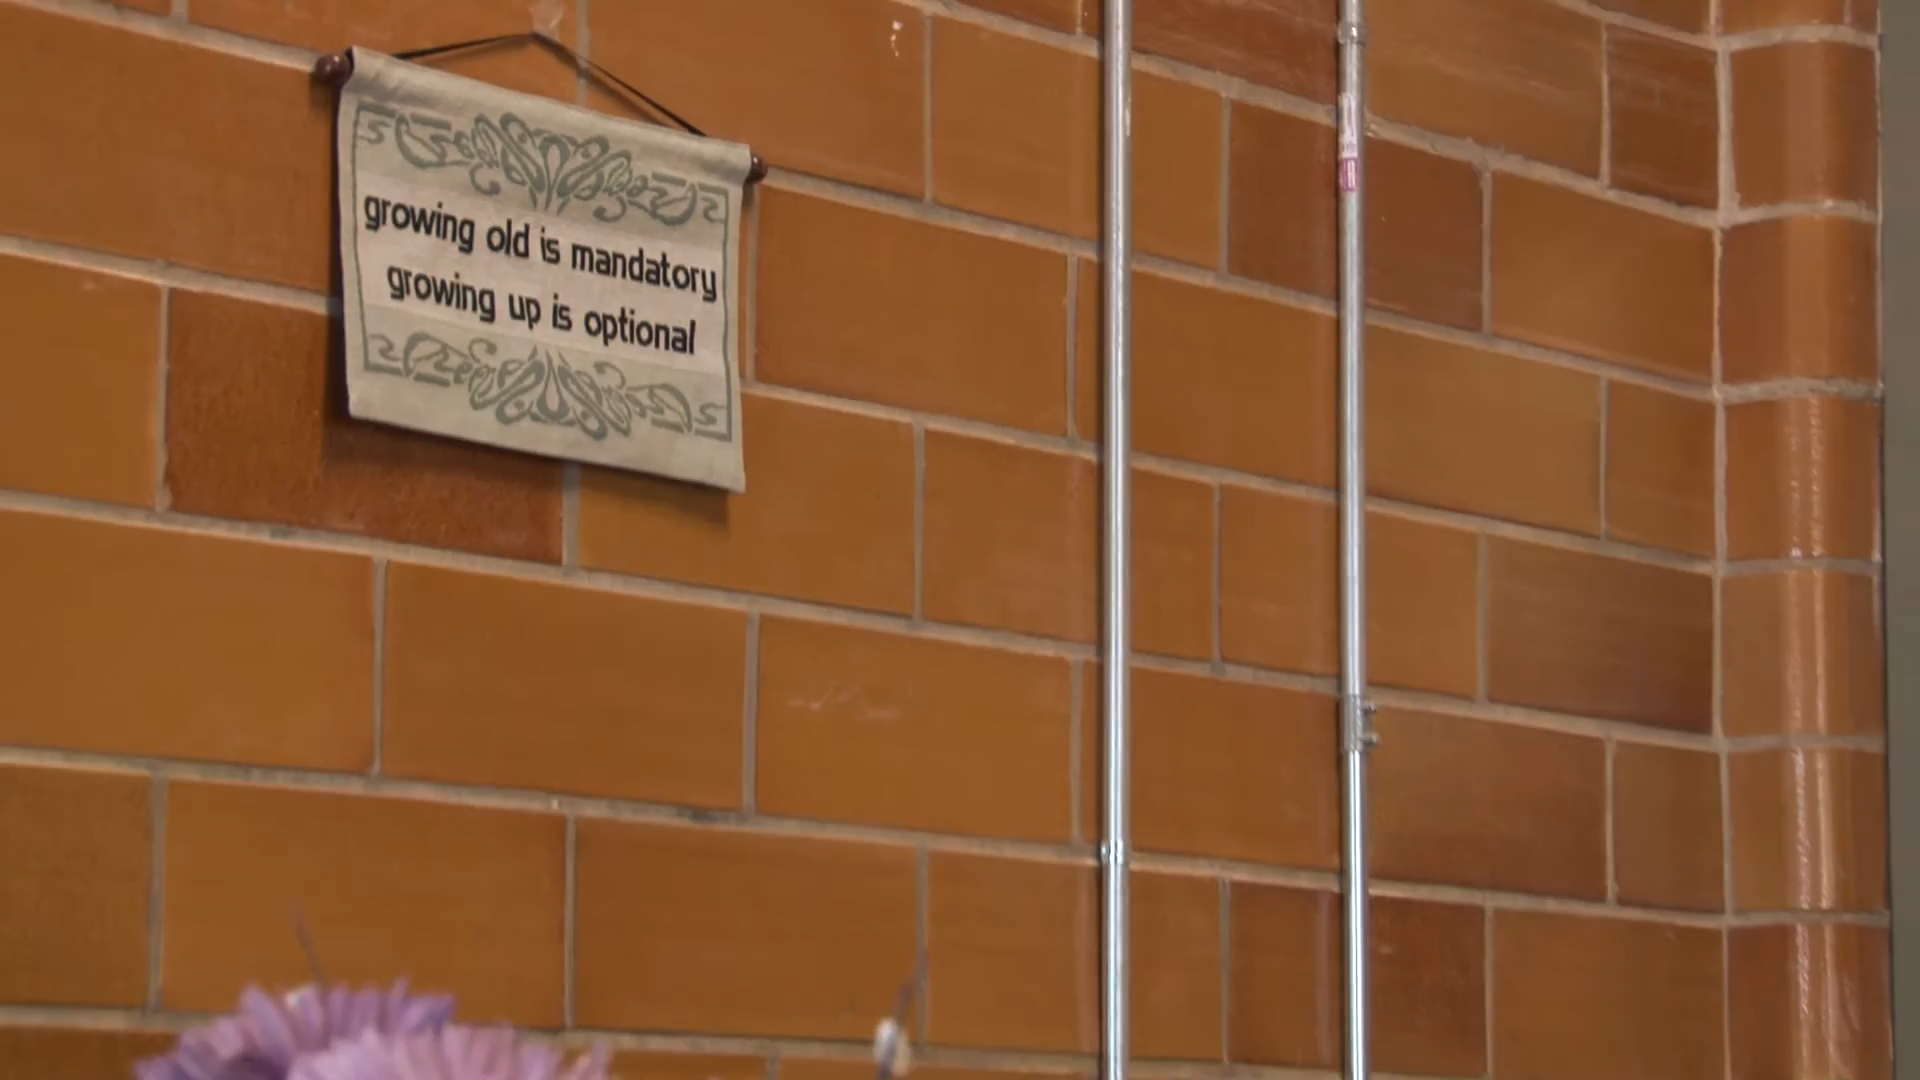 growing old is mandatory
growing up is optional